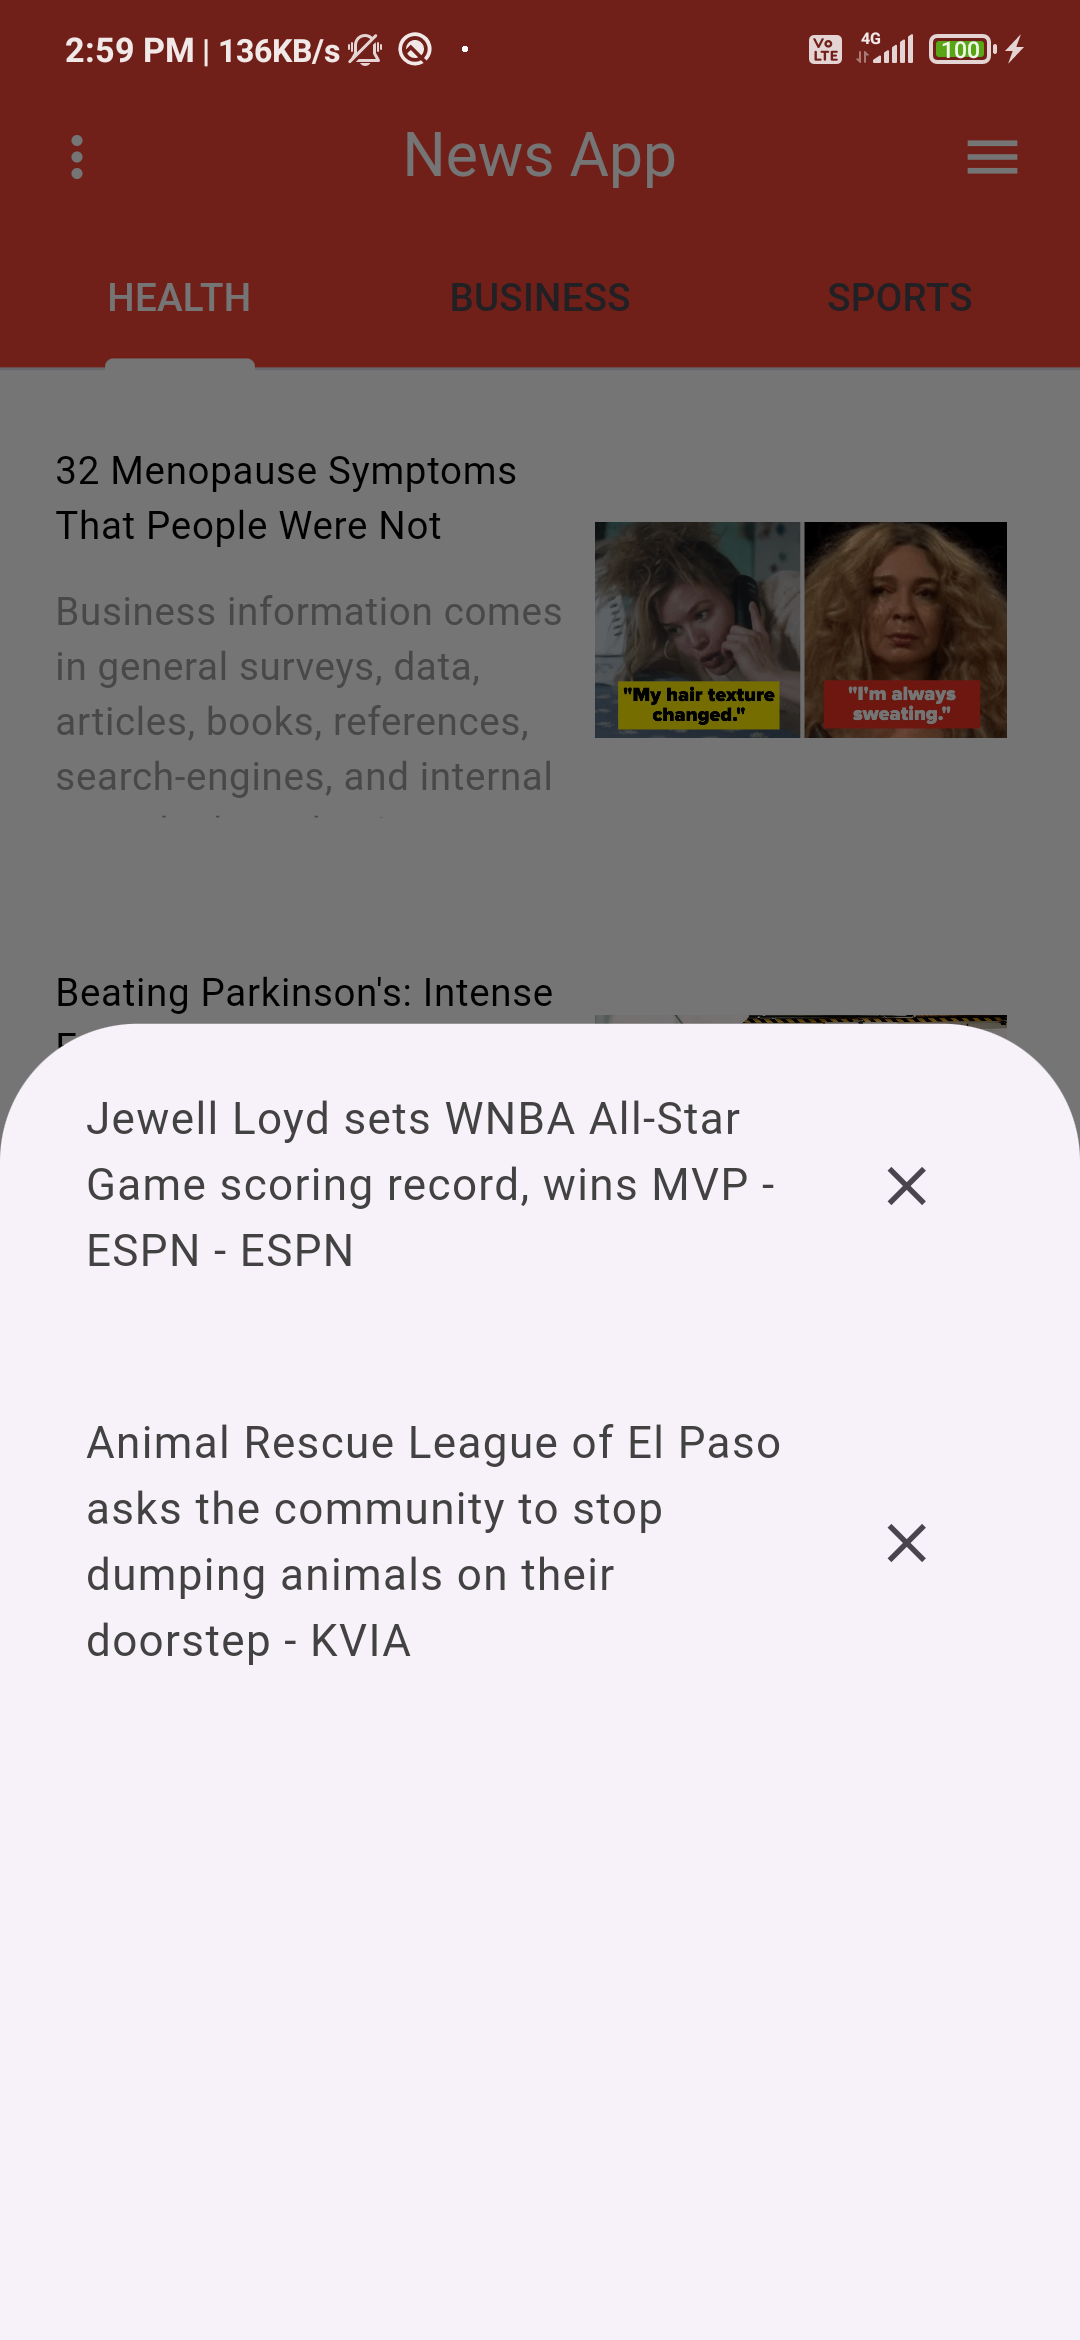 2:59 PM | 136KB/s
Vo LTE
4G
100
News App
HEALTH
BUSINESS
SPORTS
32 Menopause Symptoms
That People Were Not
Business information comes
in general surveys, data,
articles, books, references,
search-engines, and internal
"My hair texture
changed."
"I'm always
sweating."
Beating Parkinson's: Intense
Jewell Loyd sets WNBA All-Star
Game scoring record, wins MVP -
ESPN - ESPN
Animal Rescue League of El Paso
asks the community to stop
dumping animals on their
doorstep - KVIA